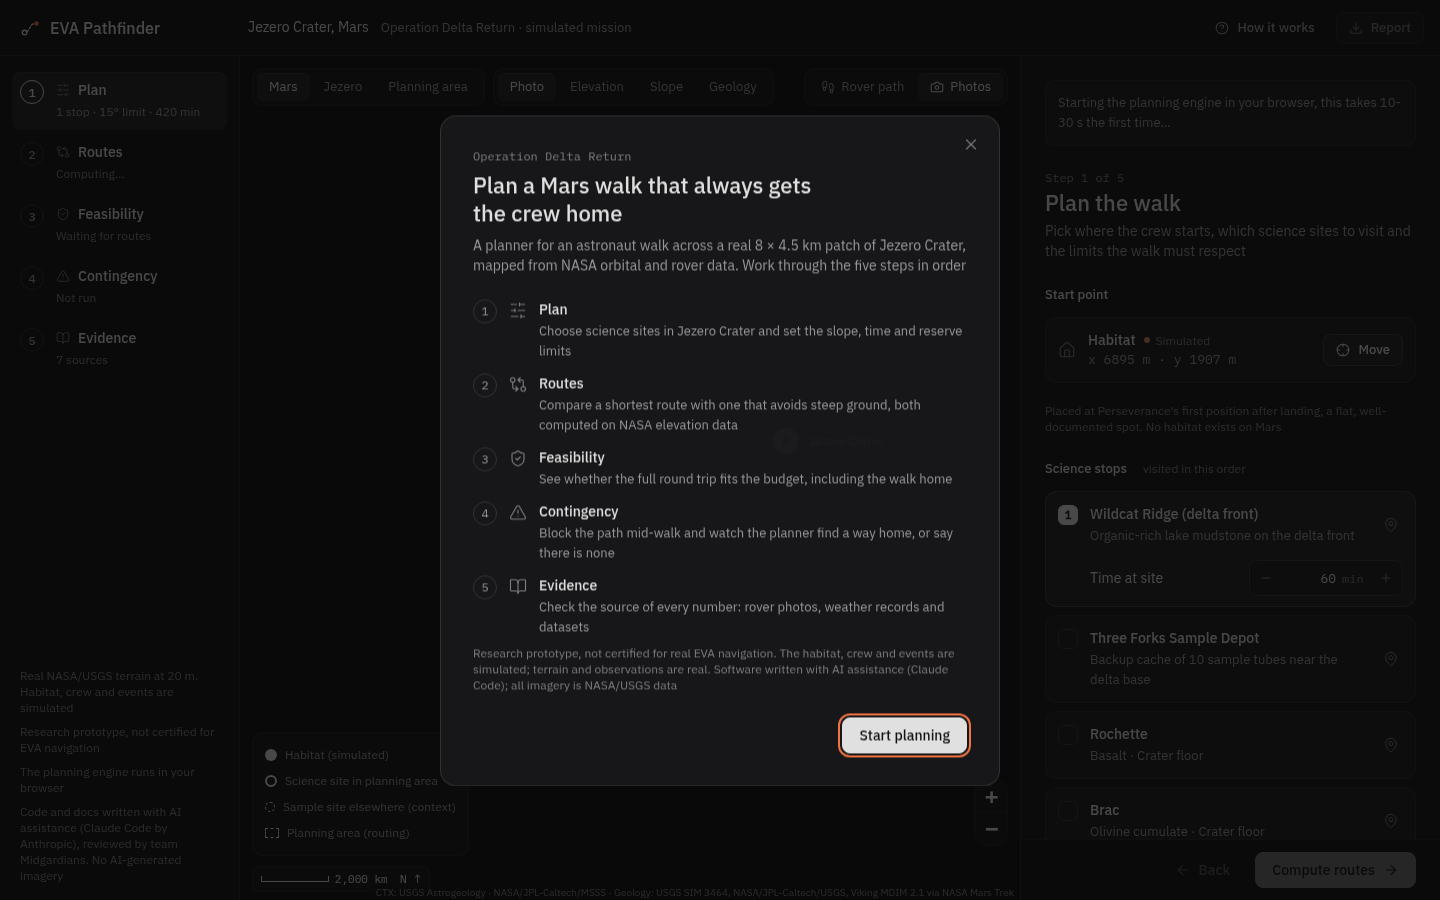 EVA Pathfinder
Jezero Crater, Mars
Operation Delta Return · simulated mission
How it works
Report
1
Plan
1 stop · 15° limit · 420 min
2
Routes
Computing...
3
Feasibility
Waiting for routes
4
Contingency
Not run
5
Evidence
7 sources
Real NASA/USGS terrain at 20 m.
Habitat, crew and events are
simulated
Research prototype, not certified for
EVA navigation
The planning engine runs in your
browser
Code and docs written with AI
assistance (Claude Code by
Anthropic), reviewed by team
Midgardians. No AI-generated
imagery
Mars
Jezero
Planning area
Photo
Elevation
Slope
Geology
Rover path
Photos
Operation Delta Return
Plan a Mars walk that always gets
the crew home
A planner for an astronaut walk across a real 8 × 4.5 km patch of Jezero Crater,
mapped from NASA orbital and rover data. Work through the five steps in order
1
Plan
Choose science sites in Jezero Crater and set the slope, time and reserve
limits
2
Routes
Compare a shortest route with one that avoids steep ground, both
computed on NASA elevation data
3
Feasibility
See whether the full round trip fits the budget, including the walk home
4
Contingency
Block the path mid-walk and watch the planner find a way home, or say
there is none
5
Evidence
Check the source of every number: rover photos, weather records and
datasets
Research prototype, not certified for real EVA navigation. The habitat, crew and events are
simulated; terrain and observations are real. Software written with AI assistance (Claude
Code); all imagery is NASA/USGS data
Start planning
Habitat (simulated)
Science site in planning area
Sample site elsewhere (context)
Planning area (routing)
2,000 km N ↑
+
−
CTX: USGS Astrogeology · NASA/JPL-Caltech/MSSS · Geology: USGS SIM 3464, NASA/JPL-Caltech/USGS, Viking MDIM 2.1 via NASA Mars Trek
Starting the planning engine in your browser, this takes 10-
30 s the first time...
Step 1 of 5
Plan the walk
Pick where the crew starts, which science sites to visit and
the limits the walk must respect
Start point
Habitat
Simulated
x 6895 m · y 1907 m
Move
Placed at Perseverance's first position after landing, a flat, well-
documented spot. No habitat exists on Mars
Science stops
visited in this order
1
Wildcat Ridge (delta front)
Organic-rich lake mudstone on the delta front
Time at site
− 60 min +
Three Forks Sample Depot
Backup cache of 10 sample tubes near the
delta base
Rochette
Basalt · Crater floor
Brac
Olivine cumulate · Crater floor
← Back
Compute routes →